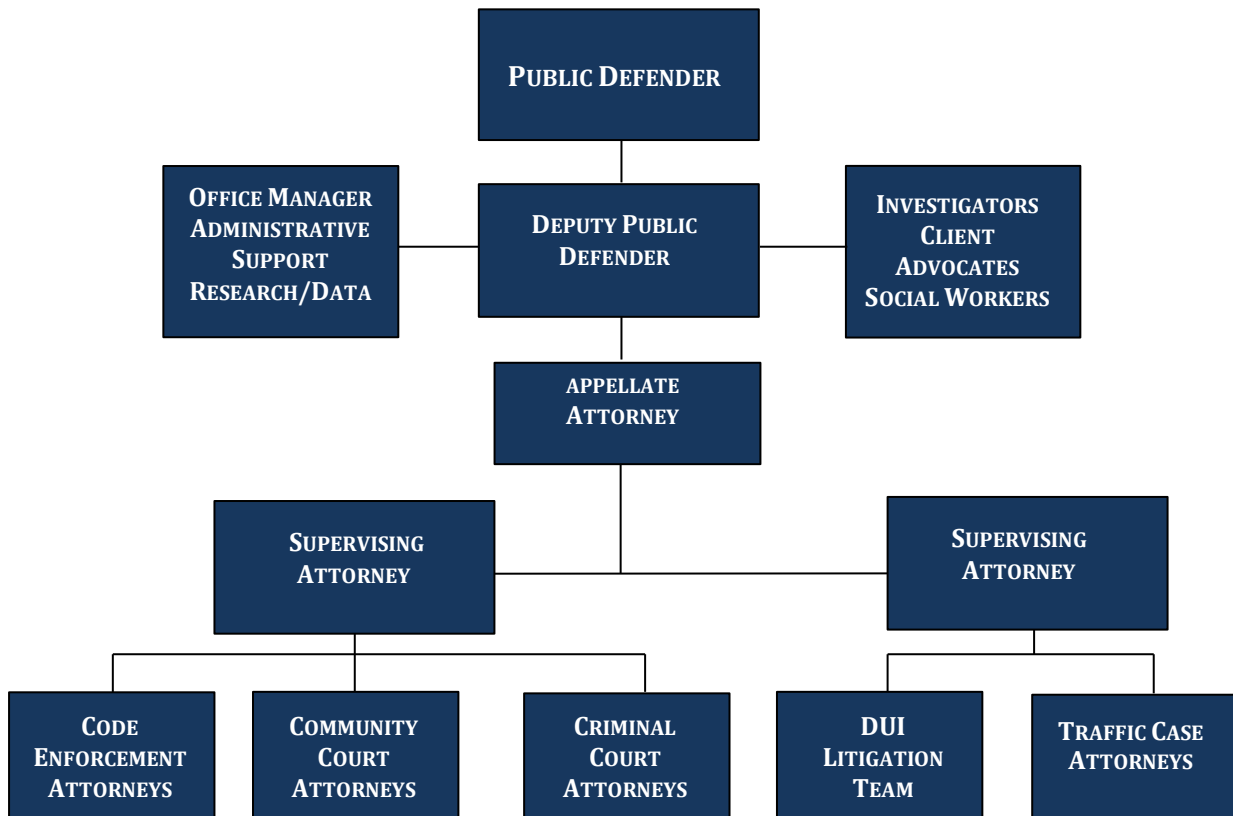 PUBLIC DEFENDER
OFFICE MANAGER
ADMINISTRATIVE
SUPPORT
RESEARCH/DATA
DEPUTY PUBLIC
DEFENDER
INVESTIGATORS
CLIENT
ADVOCATES
SOCIAL WORKERS
APPELLATE
ATTORNEY
SUPERVISING
ATTORNEY
SUPERVISING
ATTORNEY
CODE
ENFORCEMENT
ATTORNEYS
COMMUNITY
COURT
ATTORNEYS
CRIMINAL
COURT
ATTORNEYS
DUI
LITIGATION
TEAM
TRAFFIC CASE
ATTORNEYS